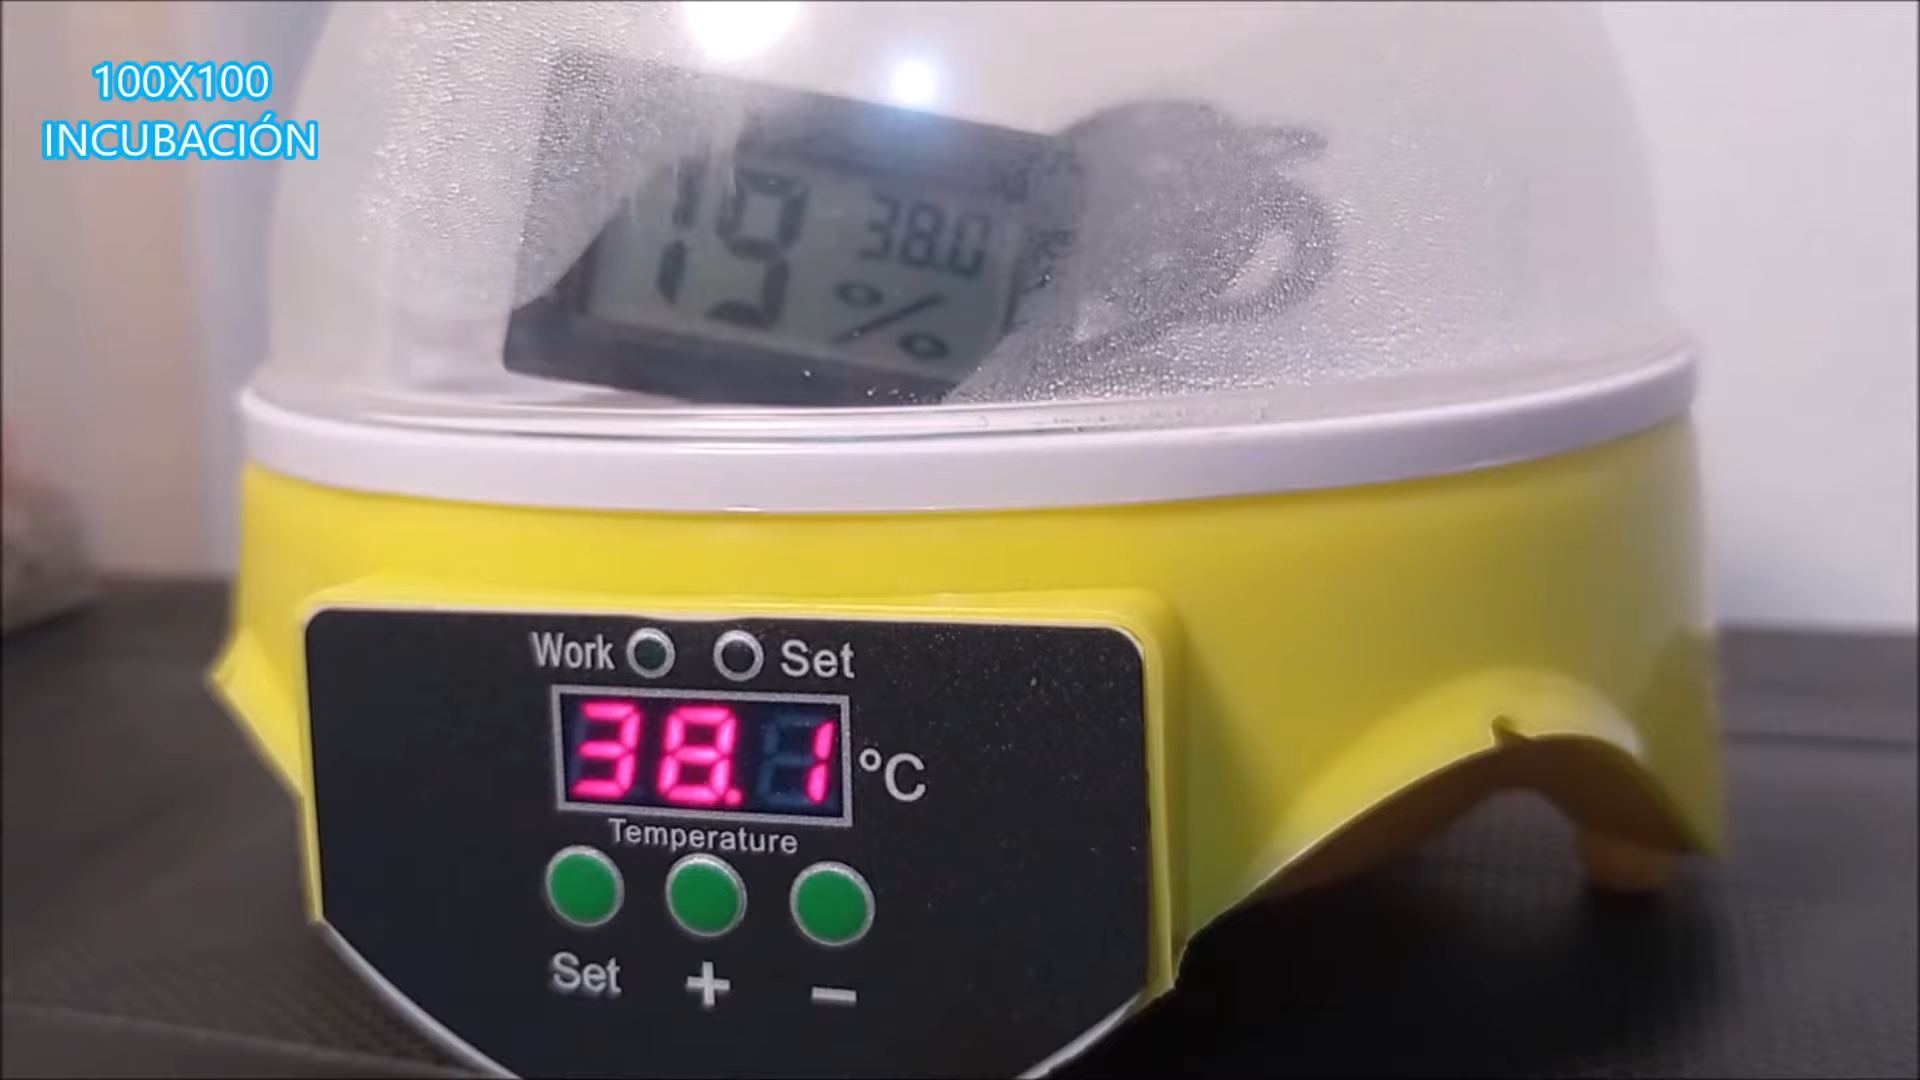 100X100
INCUBACIÓN
19 38.0
%
Work Set
38.1 °C
Temperature
Set + −